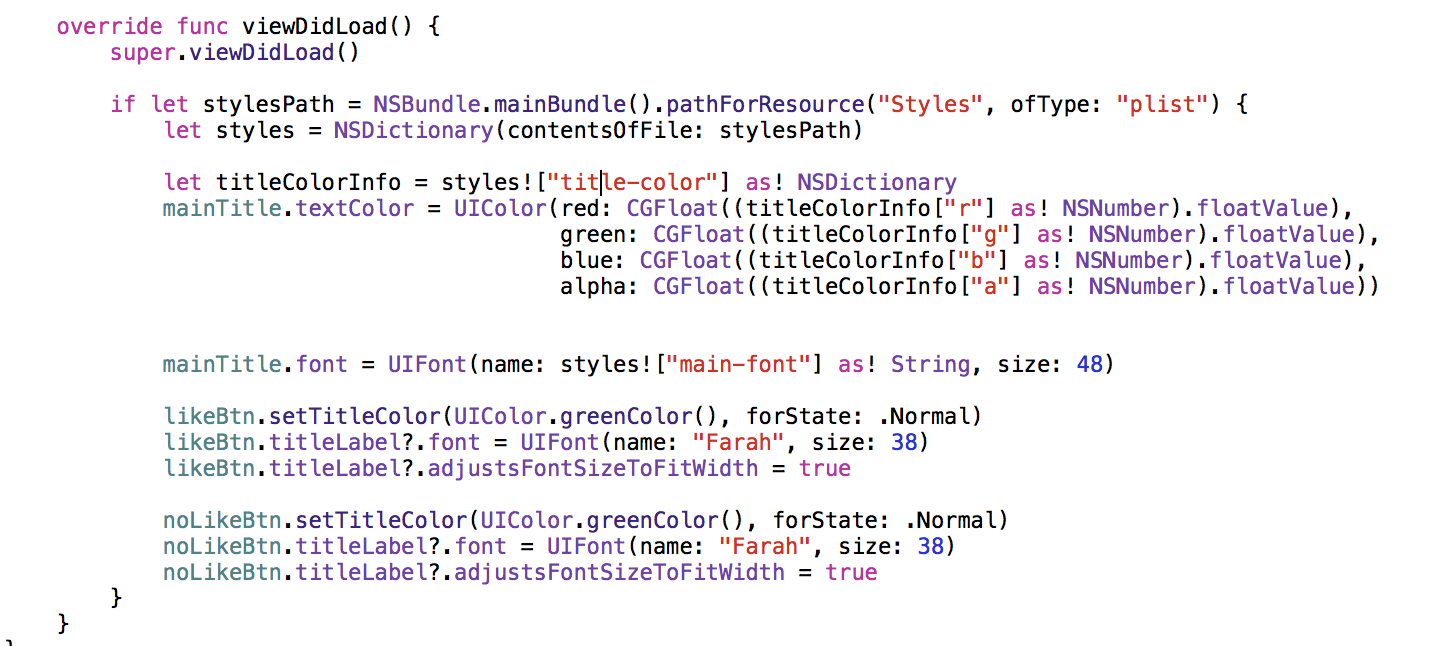 override func viewDidLoad() {
super.viewDidLoad()
if let stylesPath = NSBundle.mainBundle().pathForResource("Styles", ofType: "plist") {
let styles = NSDictionary(contentsOfFile: stylesPath)
let titleColorInfo = styles!["title-color"] as! NSDictionary
mainTitle.textColor = UIColor(red: CGFloat((titleColorInfo["r"] as! NSNumber).floatValue),
green: CGFloat((titleColorInfo["g"] as! NSNumber).floatValue),
blue: CGFloat((titleColorInfo["b"] as! NSNumber).floatValue),
alpha: CGFloat((titleColorInfo["a"] as! NSNumber).floatValue))
mainTitle.font = UIFont(name: styles!["main-font"] as! String, size: 48)
likeBtn.setTitleColor(UIColor.greenColor(), forState: .Normal)
likeBtn.titleLabel?.font = UIFont(name: "Farah", size: 38)
likeBtn.titleLabel?.adjustsFontSizeToFitWidth = true
noLikeBtn.setTitleColor(UIColor.greenColor(), forState: .Normal)
noLikeBtn.titleLabel?.font = UIFont(name: "Farah", size: 38)
noLikeBtn.titleLabel?.adjustsFontSizeToFitWidth = true
}
}
}